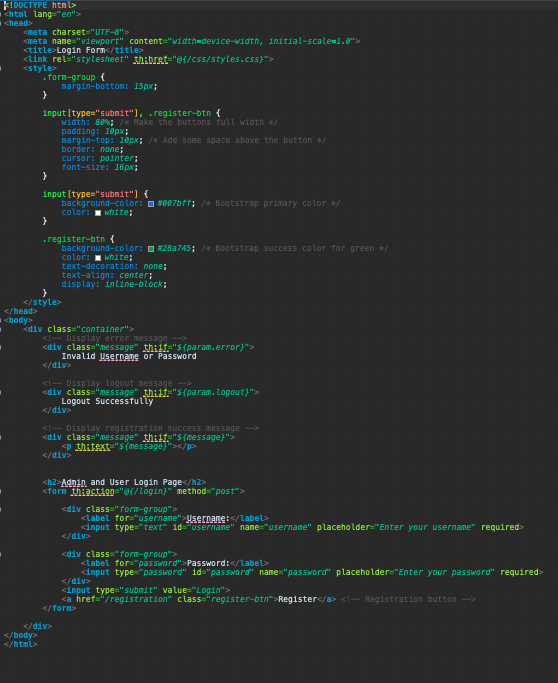 <!DOCTYPE html>
<html lang="en">
<head>
    <meta charset="UTF-8">
    <meta name="viewport" content="width=device-width, initial-scale=1.0">
    <title>Login Form</title>
    <link rel="stylesheet" th:href="@{/css/styles.css}">
    <style>
        .form-group {
            margin-bottom: 15px;
        }

        input[type="submit"], .register-btn {
            width: 80%; /* Make the buttons full width */
            padding: 10px;
            margin-top: 10px; /* Add some space above the button */
            border: none;
            cursor: pointer;
            font-size: 16px;
        }

        input[type="submit"] {
            background-color: #007bff; /* Bootstrap primary color */
            color: white;
        }

        .register-btn {
            background-color: #28a745; /* Bootstrap success color for green */
            color: white;
            text-decoration: none;
            text-align: center;
            display: inline-block;
        }
    </style>
</head>
<body>
    <div class="container">
        <!-- Display error message -->
        <div class="message" th:if="${param.error}">
            Invalid Username or Password
        </div>

        <!-- Display logout message -->
        <div class="message" th:if="${param.logout}">
            Logout Successfully
        </div>

        <!-- Display registration success message -->
        <div class="message" th:if="${message}">
            <p th:text="${message}"></p>
        </div>


        <h2>Admin and User Login Page</h2>
        <form th:action="@{/login}" method="post">

            <div class="form-group">
                <label for="username">Username:</label>
                <input type="text" id="username" name="username" placeholder="Enter your username" required>
            </div>

            <div class="form-group">
                <label for="password">Password:</label>
                <input type="password" id="password" name="password" placeholder="Enter your password" required>
            </div>
            <input type="submit" value="Login">
            <a href="/registration" class="register-btn">Register</a> <!-- Registration button -->
        </form>

    </div>
</body>
</html>